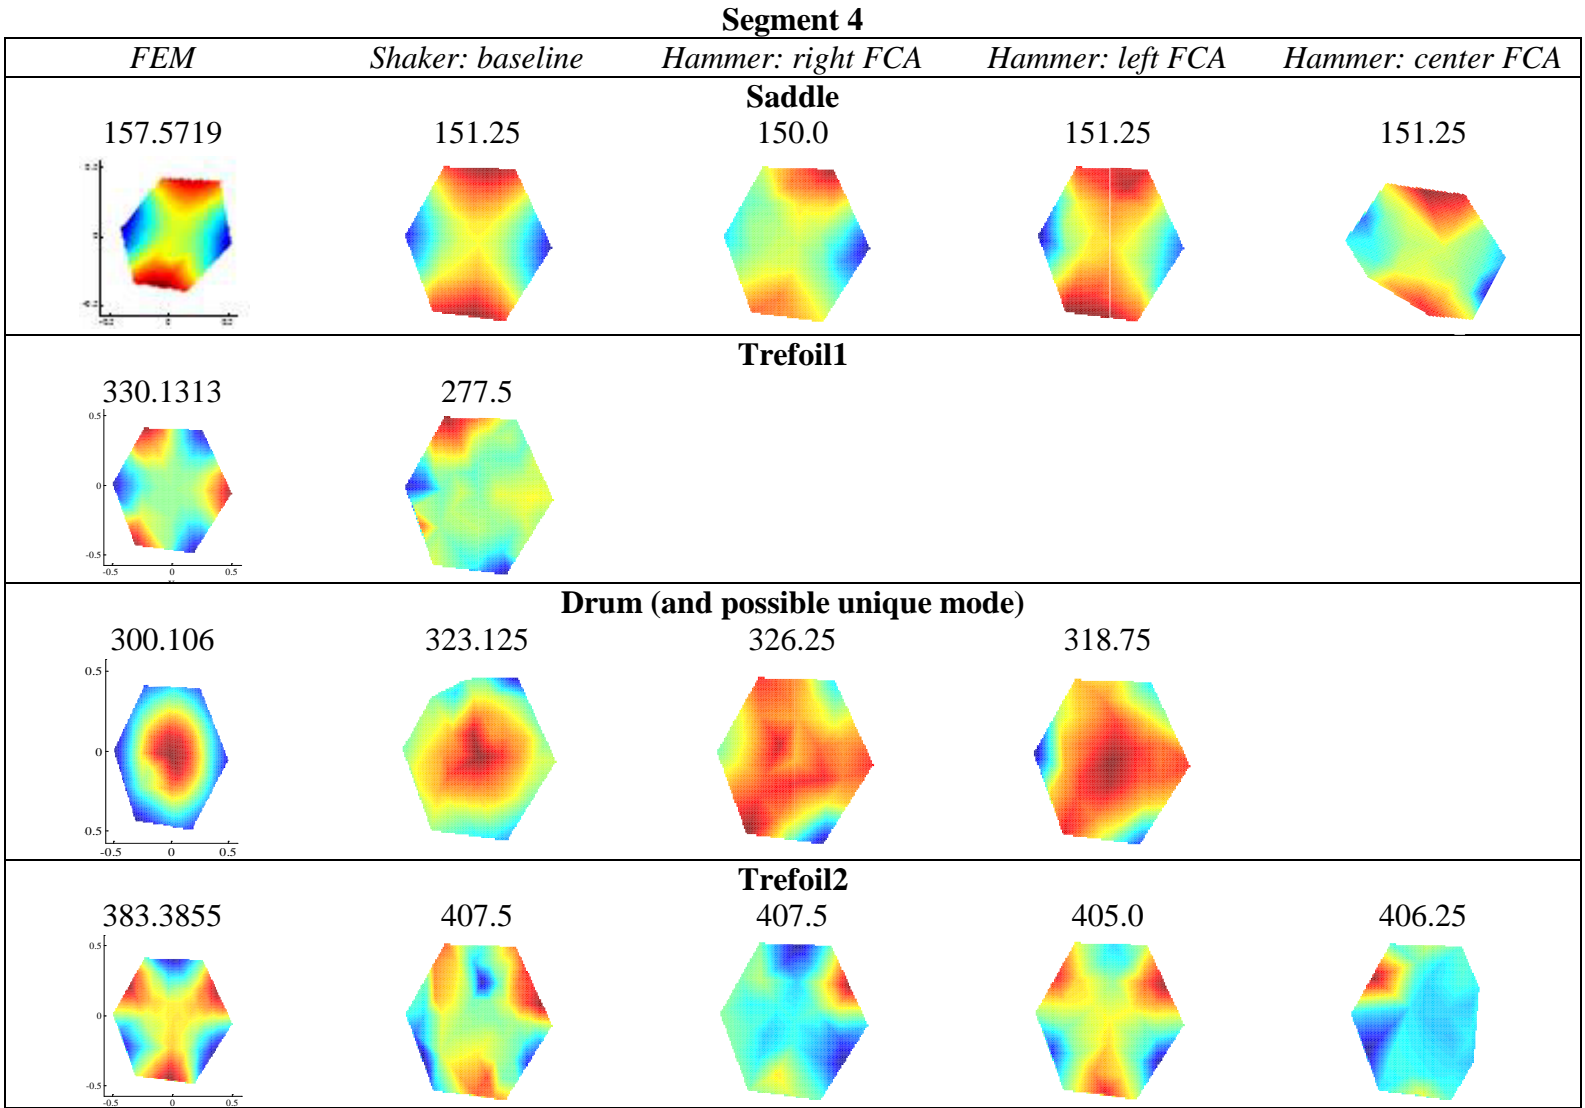 Segment 4
FEM Shaker: baseline Hammer: right FCA Hammer: left FCA Hammer: center FCA
Saddle
157.5719 151.25 150.0 151.25 151.25
Trefoil1
330.1313 277.5
0.5
0
-0.5
-0.5 0 0.5
Drum (and possible unique mode)
300.106 323.125 326.25 318.75
0.5
0
0.5
-0.5 0 0.5
Trefoil2
383.3855 407.5 407.5 405.0 406.25
0.5
0
-0.5
-0.5 0 0.5